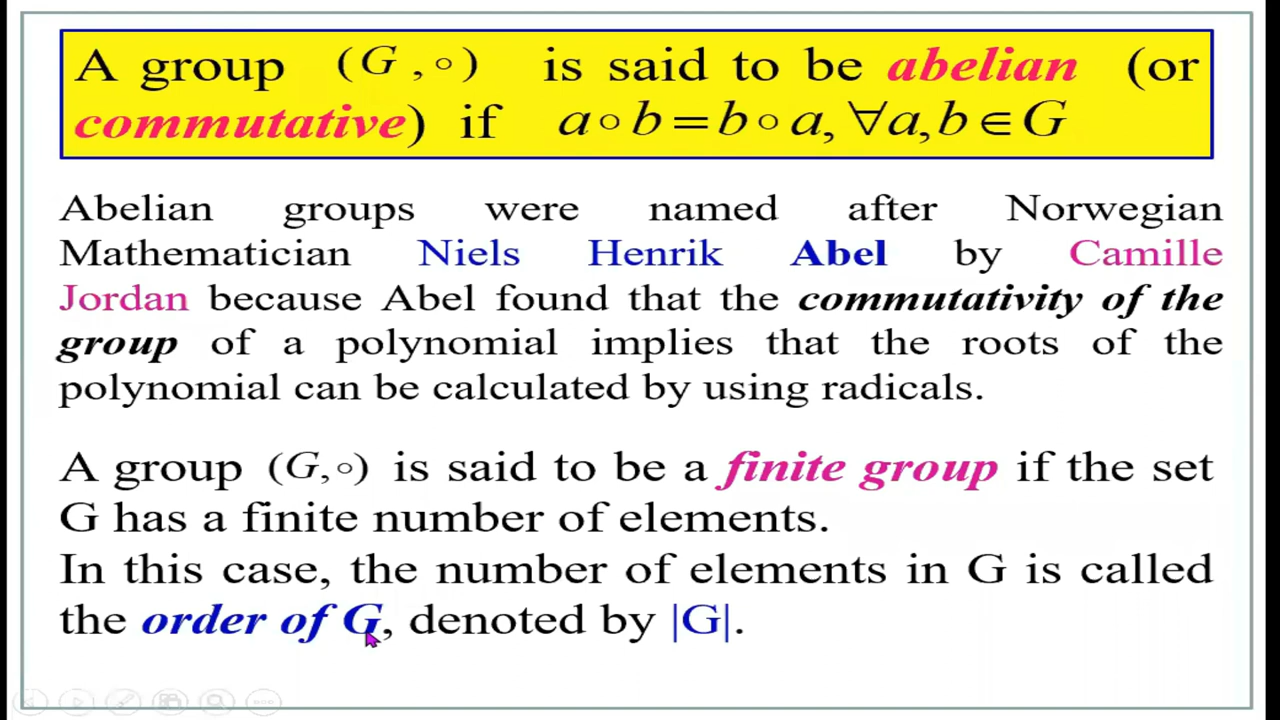 A group (G,∘) is said to be abelian (or
commutative) if a∘b=b∘a, ∀a,b∈G
Abelian groups were named after Norwegian
Mathematician Niels Henrik Abel by Camille
Jordan because Abel found that the commutativity of the
group of a polynomial implies that the roots of the
polynomial can be calculated by using radicals.
A group (G,∘) is said to be a finite group if the set
G has a finite number of elements.
In this case, the number of elements in G is called
the order of G, denoted by |G|.